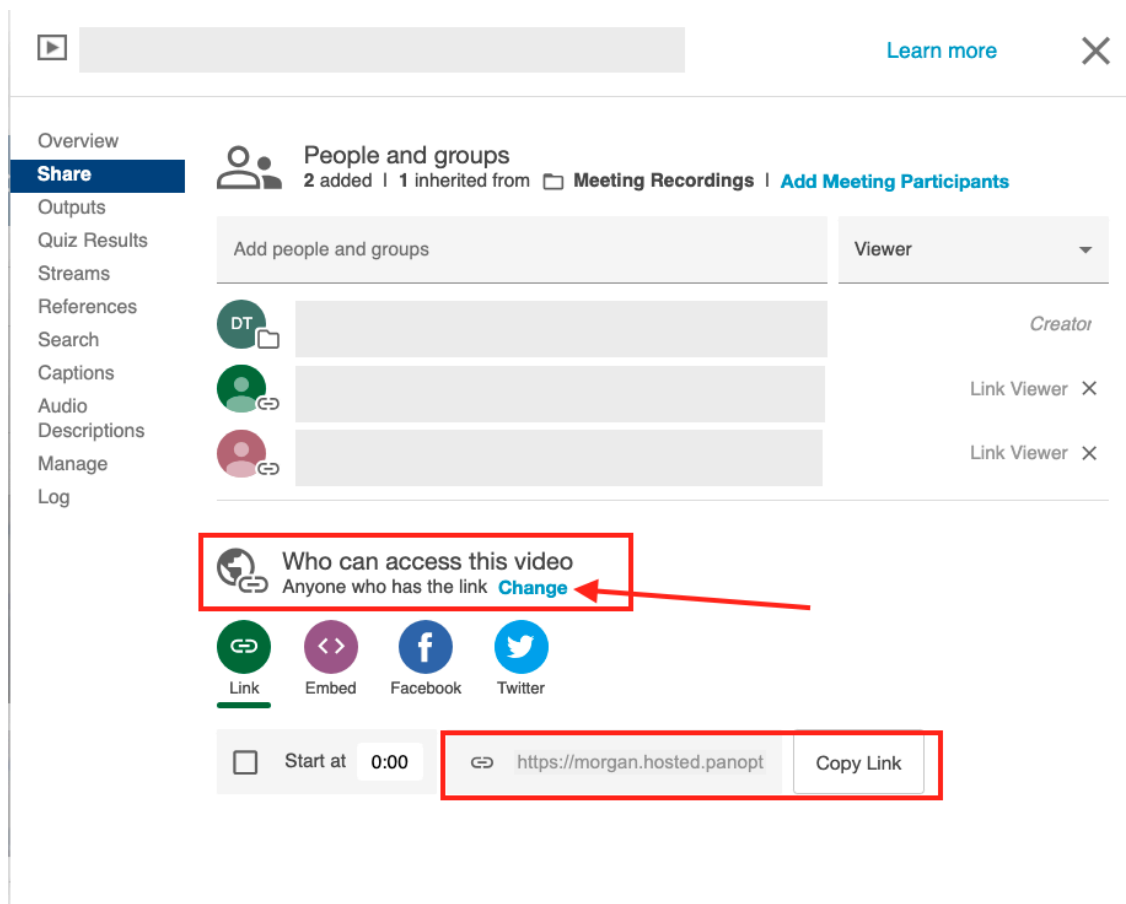 Learn more
Overview
Share
Outputs
Quiz Results
Streams
References
Search
Captions
Audio
Descriptions
Manage
Log
People and groups
2 added | 1 inherited from Meeting Recordings | Add Meeting Participants
Add people and groups
Viewer
DT
Creator
Link Viewer
Link Viewer
Who can access this video
Anyone who has the link Change
Link
Embed
Facebook
Twitter
Start at 0:00
https://morgan.hosted.panopt
Copy Link